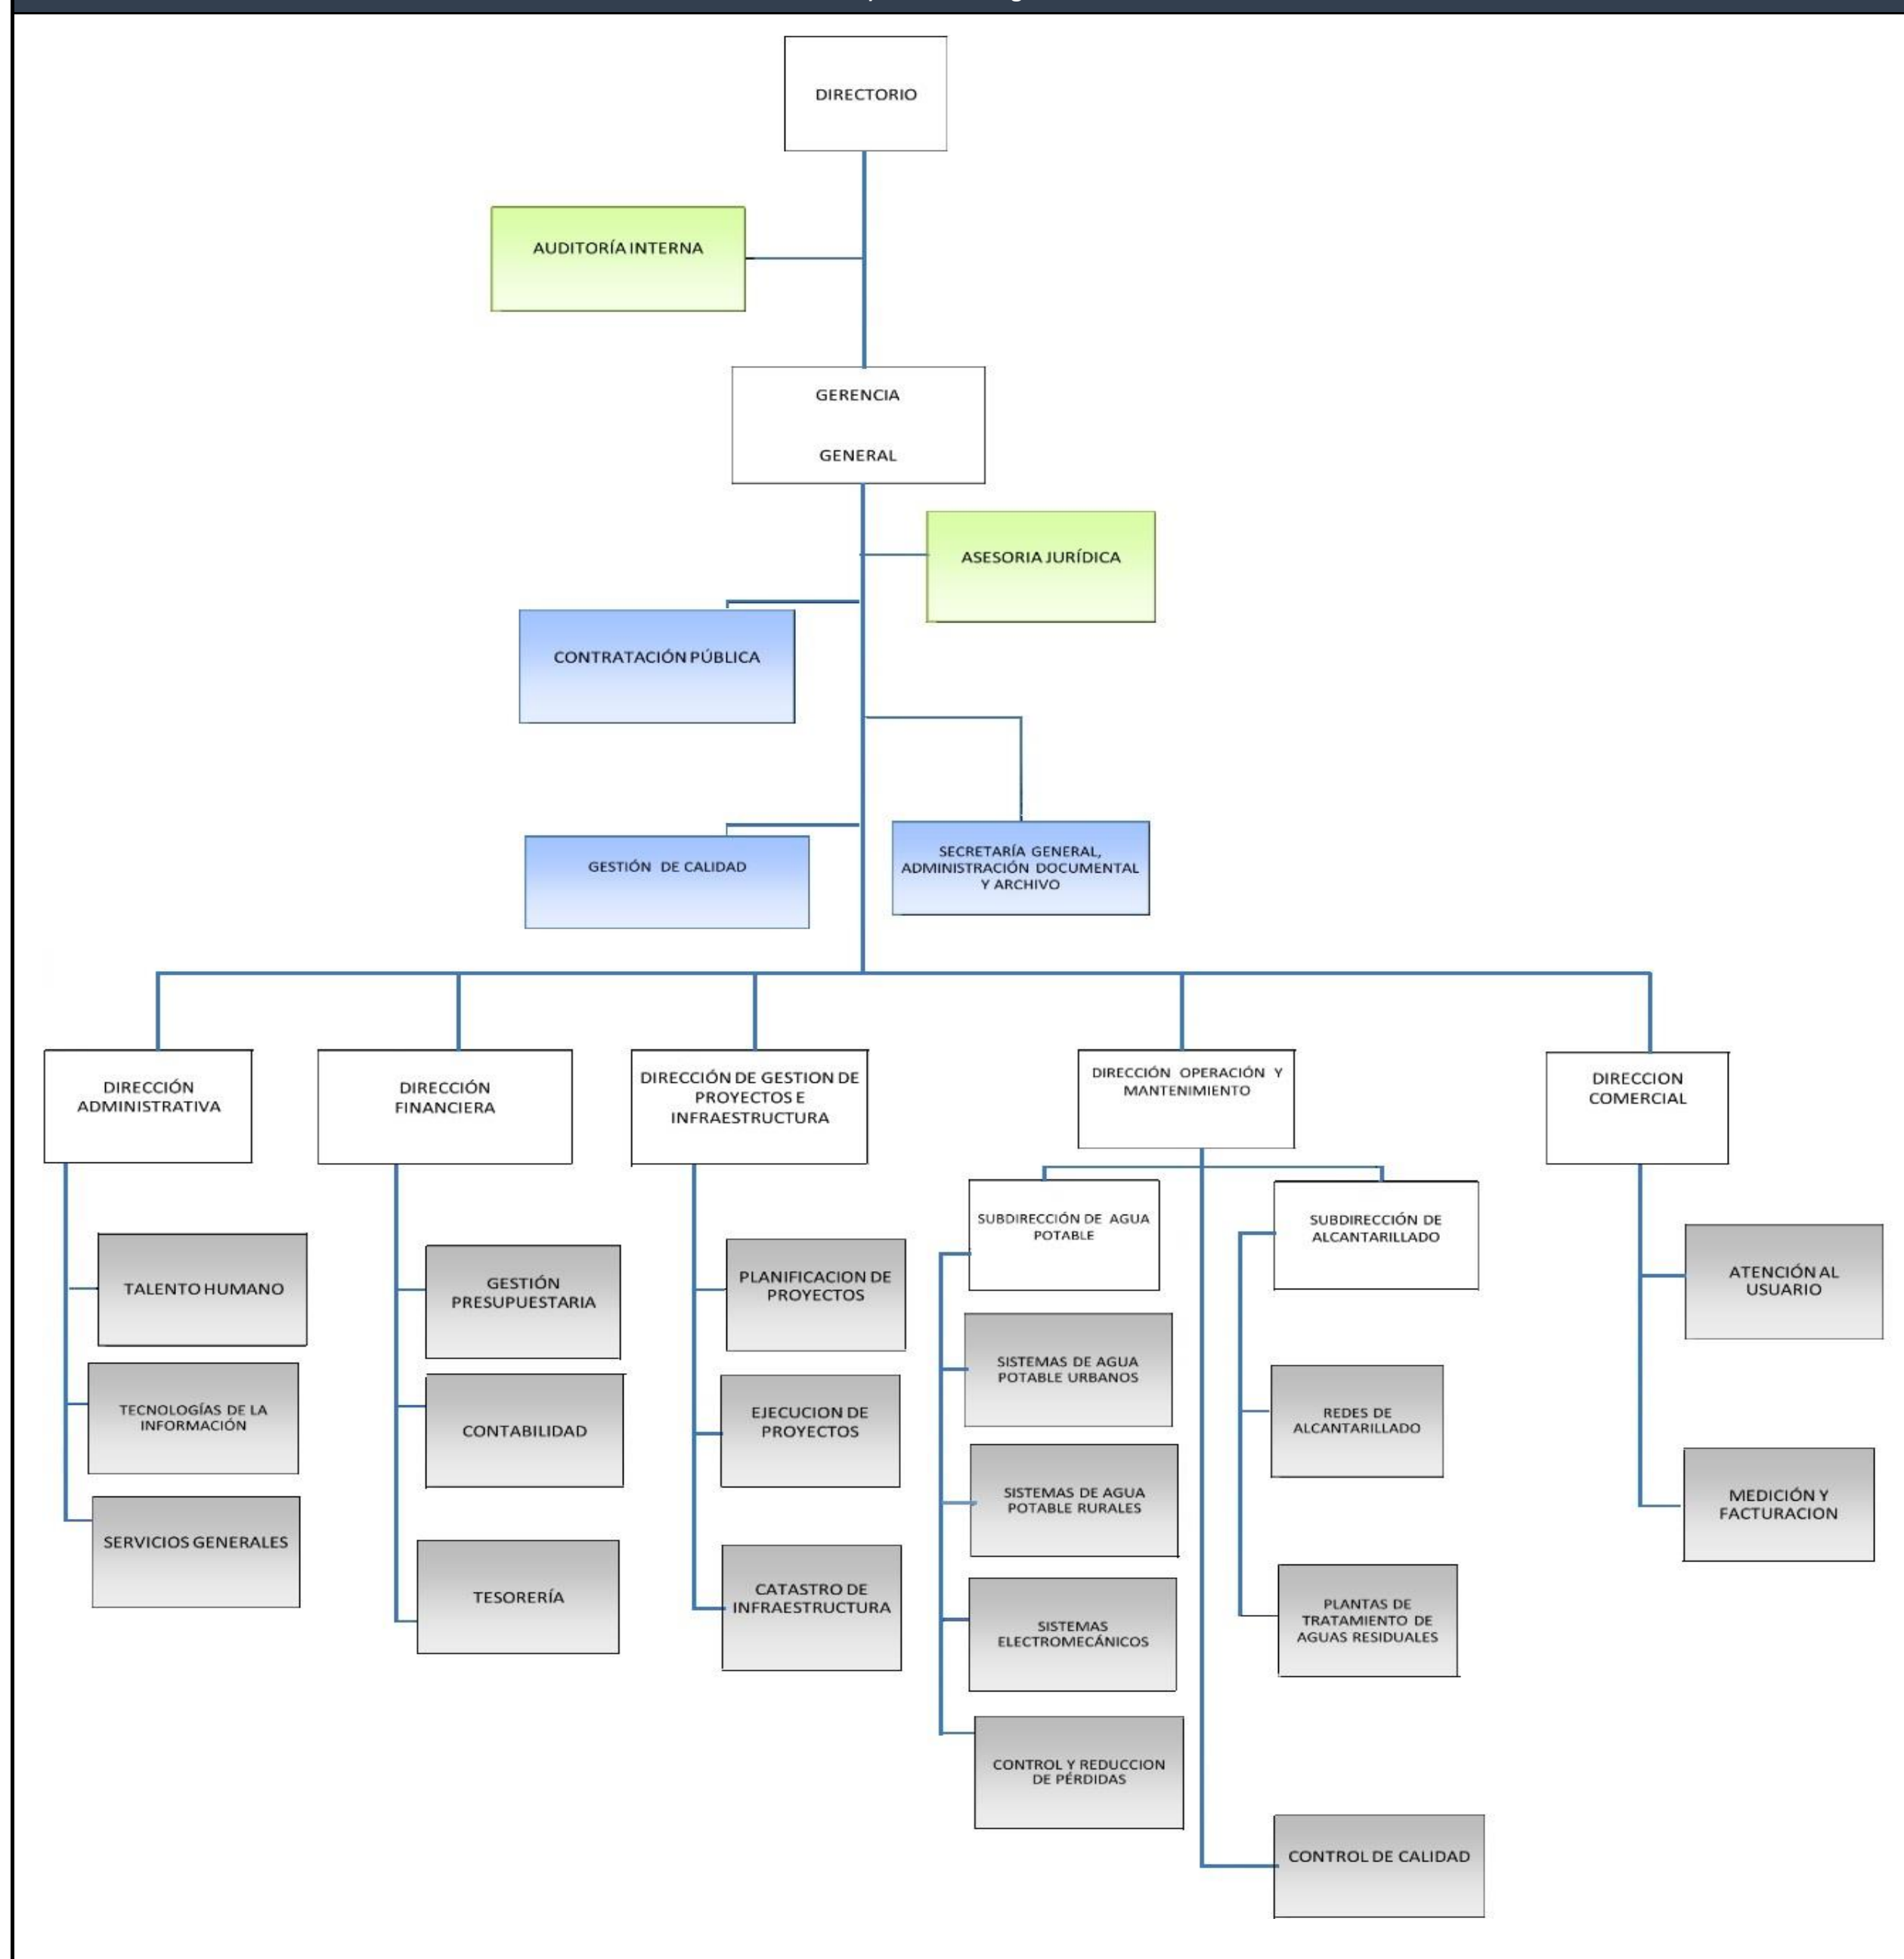 DIRECTORIO
AUDITORÍA INTERNA
GERENCIA
GENERAL
ASESORIA JURÍDICA
CONTRATACIÓN PÚBLICA
GESTIÓN DE CALIDAD
SECRETARÍA GENERAL,
ADMINISTRACIÓN DOCUMENTAL
Y ARCHIVO
DIRECCIÓN
ADMINISTRATIVA
DIRECCIÓN
FINANCIERA
DIRECCIÓN DE GESTION DE
PROYECTOS E
INFRAESTRUCTURA
DIRECCIÓN OPERACIÓN Y
MANTENIMIENTO
DIRECCION
COMERCIAL
TALENTO HUMANO
TECNOLOGÍAS DE LA
INFORMACIÓN
SERVICIOS GENERALES
GESTIÓN
PRESUPUESTARIA
CONTABILIDAD
TESORERÍA
PLANIFICACION DE
PROYECTOS
EJECUCION DE
PROYECTOS
CATASTRO DE
INFRAESTRUCTURA
SUBDIRECCIÓN DE AGUA
POTABLE
SISTEMAS DE AGUA
POTABLE URBANOS
SISTEMAS DE AGUA
POTABLE RURALES
SISTEMAS
ELECTROMECÁNICOS
CONTROL Y REDUCCION
DE PÉRDIDAS
SUBDIRECCIÓN DE
ALCANTARILLADO
REDES DE
ALCANTARILLADO
PLANTAS DE
TRATAMIENTO DE
AGUAS RESIDUALES
CONTROL DE CALIDAD
ATENCIÓN AL
USUARIO
MEDICIÓN Y
FACTURACION